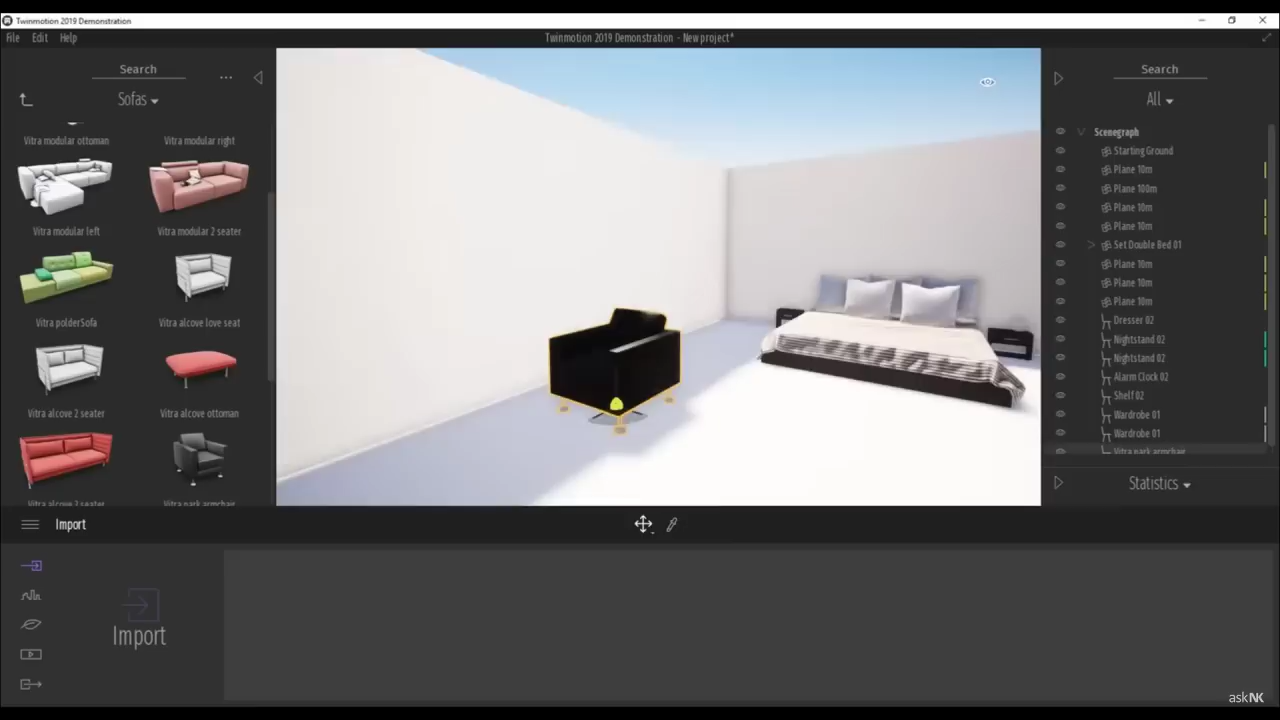 Twinmotion 2019 Demonstration
File Edit Help
Twinmotion 2019 Demonstration - New project*
Search
...
Sofas
Vitra modular ottoman
Vitra modular right
Vitra modular left
Vitra modular 2 seater
Vitra polderSofa
Vitra alcove love seat
Vitra alcove 2 seater
Vitra alcove ottoman
Vitra alcove 3 seater
Vitra park armchair
Search
All
Scenegraph
Starting Ground
Plane 10m
Plane 100m
Plane 10m
Plane 10m
Set Double Bed 01
Plane 10m
Plane 10m
Plane 10m
Dresser 02
Nightstand 02
Nightstand 02
Alarm Clock 02
Shelf 02
Wardrobe 01
Wardrobe 01
Vitra park armchair
Statistics
Import
Import
askNK